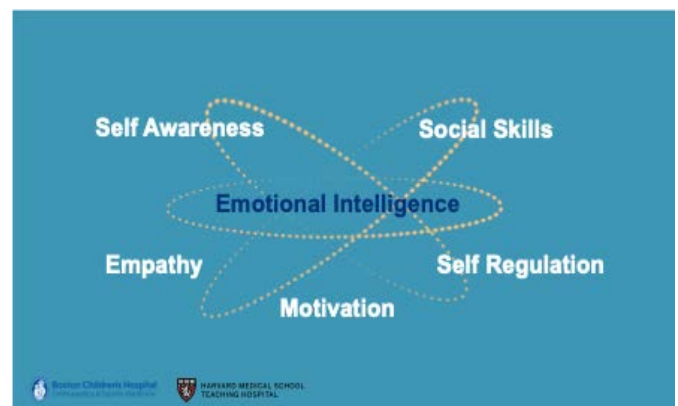 Self Awareness
Social Skills
Emotional Intelligence
Empathy
Self Regulation
Motivation
Boston Children's Hospital
HARVARD MEDICAL SCHOOL
TEACHING HOSPITAL